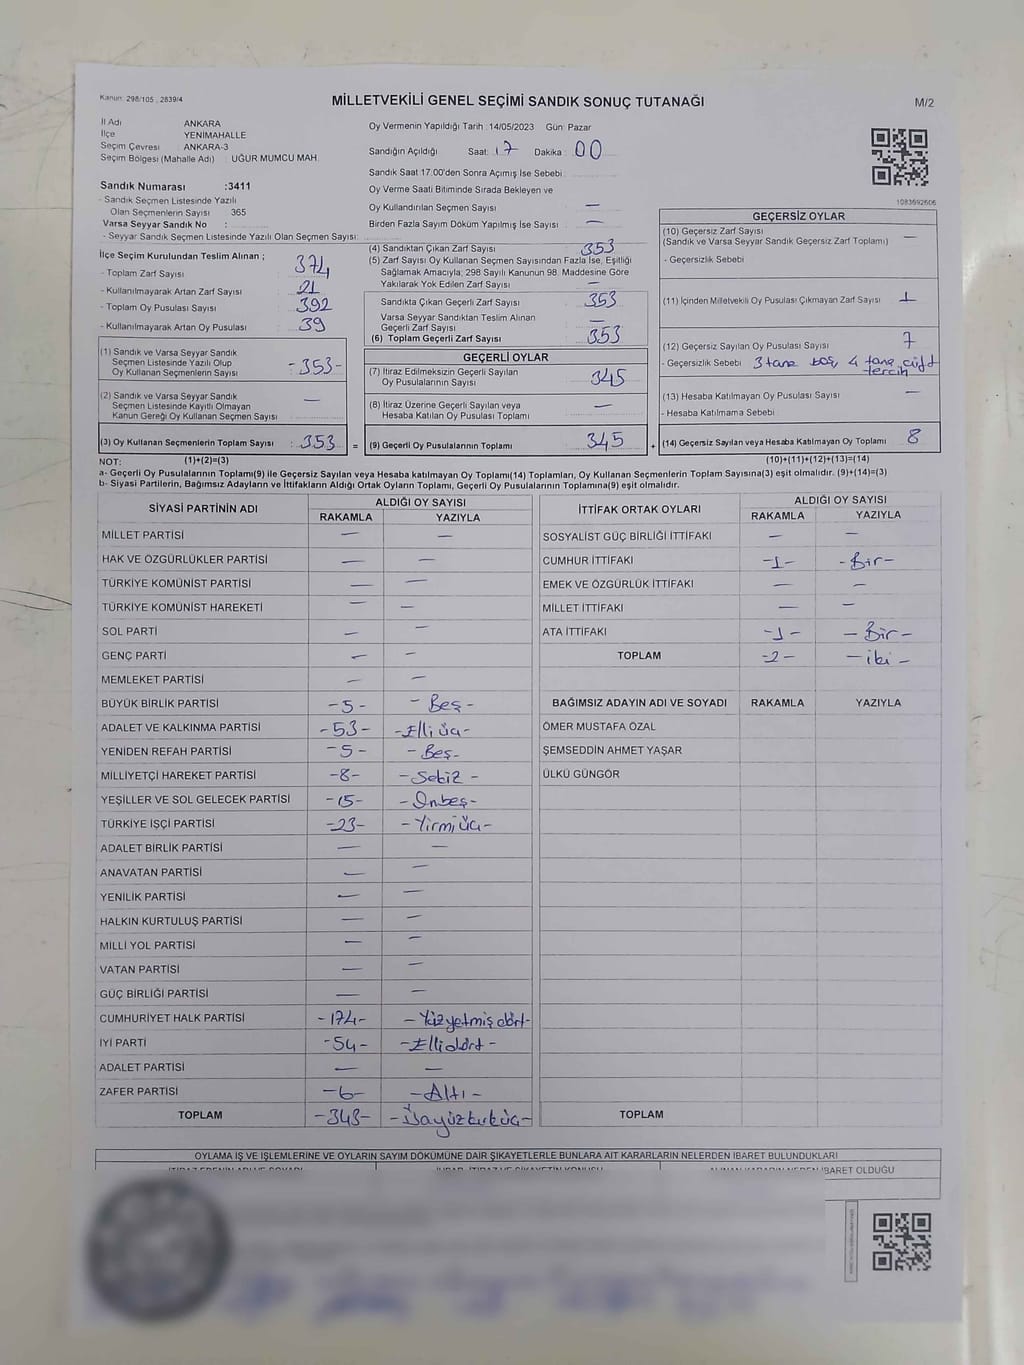 Kanun: 298/105 , 2839/4
MİLLETVEKİLİ GENEL SEÇİMİ SANDIK SONUÇ TUTANAĞI
M/2
İl Adı ANKARA
İlçe YENİMAHALLE
Seçim Çevresi : ANKARA-3
Seçim Bölgesi (Mahalle Adı) : UĞUR MUMCU MAH.
Sandık Numarası :3411
- Sandık Seçmen Listesinde Yazılı
Olan Seçmenlerin Sayısı : 365
Varsa Seyyar Sandık No :
- Seyyar Sandık Seçmen Listesinde Yazılı Olan Seçmen Sayısı:
Oy Vermenin Yapıldığı Tarih :14/05/2023 Gün: Pazar
Sandığın Açıldığı Saat: 17 Dakika : 00
Sandık Saat 17:00'den Sonra Açımış İse Sebebi :
Oy Verme Saati Bitiminde Sırada Bekleyen ve
Oy Kullandırılan Seçmen Sayısı : —
Birden Fazla Sayım Döküm Yapılmış İse Sayısı : —
1083692606
İlçe Seçim Kurulundan Teslim Alınan ;
- Toplam Zarf Sayısı : 374
- Kullanılmayarak Artan Zarf Sayısı : 21
- Toplam Oy Pusulası Sayısı : 392
- Kullanılmayarak Artan Oy Pusulası : 39
(4) Sandıktan Çıkan Zarf Sayısı : 353
(5) Zarf Sayısı Oy Kullanan Seçmen Sayısından Fazla İse, Eşitliği
Sağlamak Amacıyla; 298 Sayılı Kanunun 98. Maddesine Göre
Yakılarak Yok Edilen Zarf Sayısı : —
Sandıkta Çıkan Geçerli Zarf Sayısı : 353
Varsa Seyyar Sandıktan Teslim Alınan
Geçerli Zarf Sayısı : —
(6) Toplam Geçerli Zarf Sayısı : 353
GEÇERSİZ OYLAR
(10) Geçersiz Zarf Sayısı : —
(Sandık ve Varsa Seyyar Sandık Geçersiz Zarf Toplamı)
- Geçersizlik Sebebi
(11) İçinden Milletvekili Oy Pusulası Çıkmayan Zarf Sayısı : 1
(12) Geçersiz Sayılan Oy Pusulası Sayısı : 7
- Geçersizlik Sebebi : 3 tane boş, 4 tane çift
tercih
(13) Hesaba Katılmayan Oy Pusulası Sayısı : —
- Hesaba Katılmama Sebebi
(14) Geçersiz Sayılan veya Hesaba Katılmayan Oy Toplamı : 8
(10)+(11)+(12)+(13)=(14)
(1) Sandık ve Varsa Seyyar Sandık
Seçmen Listesinde Yazılı Olup
Oy Kullanan Seçmenlerin Sayısı : -353-
(2) Sandık ve Varsa Seyyar Sandık
Seçmen Listesinde Kayıtlı Olmayan
Kanun Gereği Oy Kullanan Seçmen Sayısı : —
(3) Oy Kullanan Seçmenlerin Toplam Sayısı : 353 =
(1)+(2)=(3)
GEÇERLİ OYLAR
(7) İtiraz Edilmeksizin Geçerli Sayılan
Oy Pusulalarının Sayısı : 345
(8) İtiraz Üzerine Geçerli Sayılan veya
Hesaba Katılan Oy Pusulası Toplamı : —
(9) Geçerli Oy Pusulalarının Toplamı : 345 +
NOT:
a- Geçerli Oy Pusulalarının Toplamı(9) ile Geçersiz Sayılan veya Hesaba katılmayan Oy Toplamı(14) Toplamları, Oy Kullanan Seçmenlerin Toplam Sayısına(3) eşit olmalıdır. (9)+(14)=(3)
b- Siyasi Partilerin, Bağımsız Adayların ve İttifakların Aldığı Ortak Oyların Toplamı, Geçerli Oy Pusulalarının Toplamına(9) eşit olmalıdır.
SİYASİ PARTİNİN ADI ALDIĞI OY SAYISI
RAKAMLA YAZIYLA
MİLLET PARTİSİ — —
HAK VE ÖZGÜRLÜKLER PARTİSİ — —
TÜRKİYE KOMÜNİST PARTİSİ — —
TÜRKİYE KOMÜNİST HAREKETİ — —
SOL PARTİ — —
GENÇ PARTİ — —
MEMLEKET PARTİSİ — —
BÜYÜK BİRLİK PARTİSİ -5- - Beş -
ADALET VE KALKINMA PARTİSİ -53- -Elli üç-
YENİDEN REFAH PARTİSİ -5- - Beş-
MİLLİYETÇİ HAREKET PARTİSİ -8- -Sekiz -
YEŞİLLER VE SOL GELECEK PARTİSİ -15- -Onbeş-
TÜRKİYE İŞÇİ PARTİSİ -23- -Yirmi üç-
ADALET BİRLİK PARTİSİ — —
ANAVATAN PARTİSİ — —
YENİLİK PARTİSİ — —
HALKIN KURTULUŞ PARTİSİ — —
MİLLİ YOL PARTİSİ — —
VATAN PARTİSİ — —
GÜÇ BİRLİĞİ PARTİSİ — —
CUMHURİYET HALK PARTİSİ -174- - Yüzyetmiş dört-
İYİ PARTİ -54- -Ellidört -
ADALET PARTİSİ — —
ZAFER PARTİSİ -6- -Altı -
TOPLAM -343-
İTTİFAK ORTAK OYLARI ALDIĞI OY SAYISI
RAKAMLA YAZIYLA
SOSYALİST GÜÇ BİRLİĞİ İTTİFAKI — —
CUMHUR İTTİFAKI -1- -Bir-
EMEK VE ÖZGÜRLÜK İTTİFAKI — —
MİLLET İTTİFAKI — —
ATA İTTİFAKI -1- - Bir -
TOPLAM -2- - iki -
BAĞIMSIZ ADAYIN ADI VE SOYADI RAKAMLA YAZIYLA
ÖMER MUSTAFA ÖZAL
ŞEMSEDDİN AHMET YAŞAR
ÜLKÜ GÜNGÖR
TOPLAM
OYLAMA İŞ VE İŞLEMLERİNE VE OYLARIN SAYIM DÖKÜMÜNE DAİR ŞİKAYETLERLE BUNLARA AİT KARARLARIN NELERDEN İBARET BULUNDUKLARI
İBARET OLDUĞU